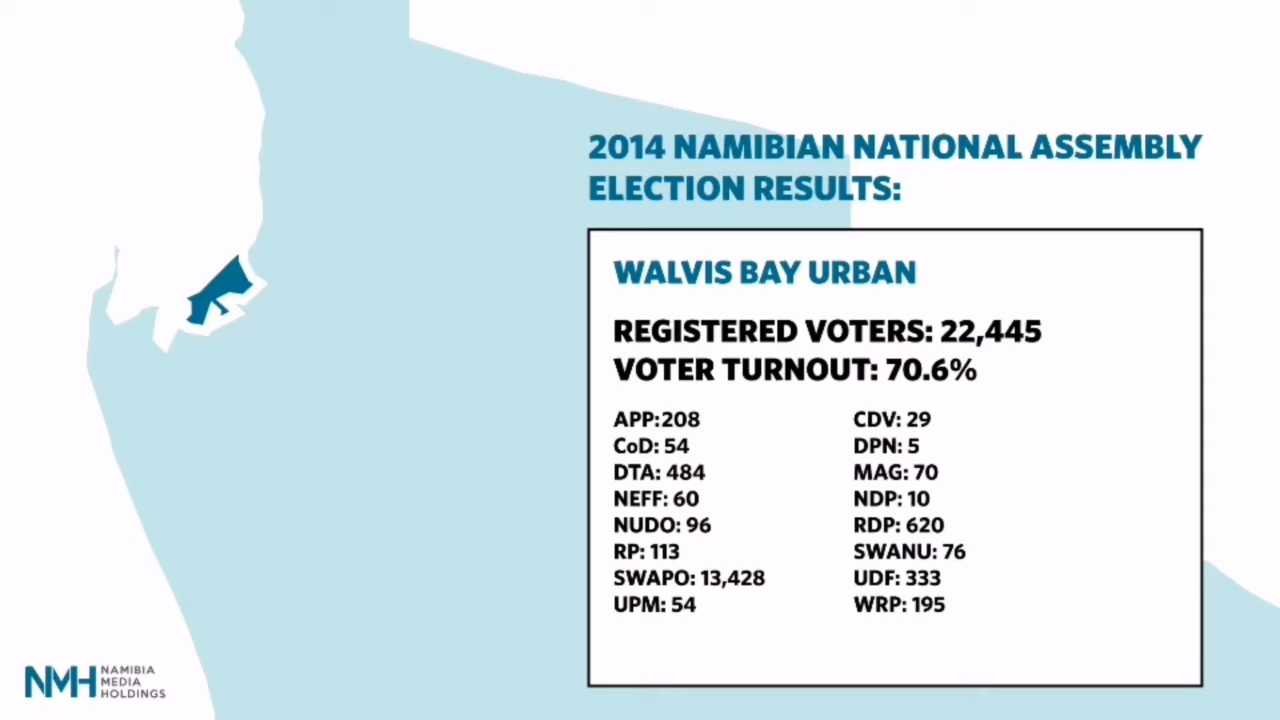 2014 NAMIBIAN NATIONAL ASSEMBLY
ELECTION RESULTS:
WALVIS BAY URBAN
REGISTERED VOTERS: 22,445
VOTER TURNOUT: 70.6%
APP:208
CoD: 54
DTA: 484
NEFF: 60
NUDO: 96
RP: 113
SWAPO: 13,428
UPM: 54
CDV: 29
DPN: 5
MAG: 70
NDP: 10
RDP: 620
SWANU: 76
UDF: 333
WRP: 195
NMH
NAMIBIA
MEDIA
HOLDINGS